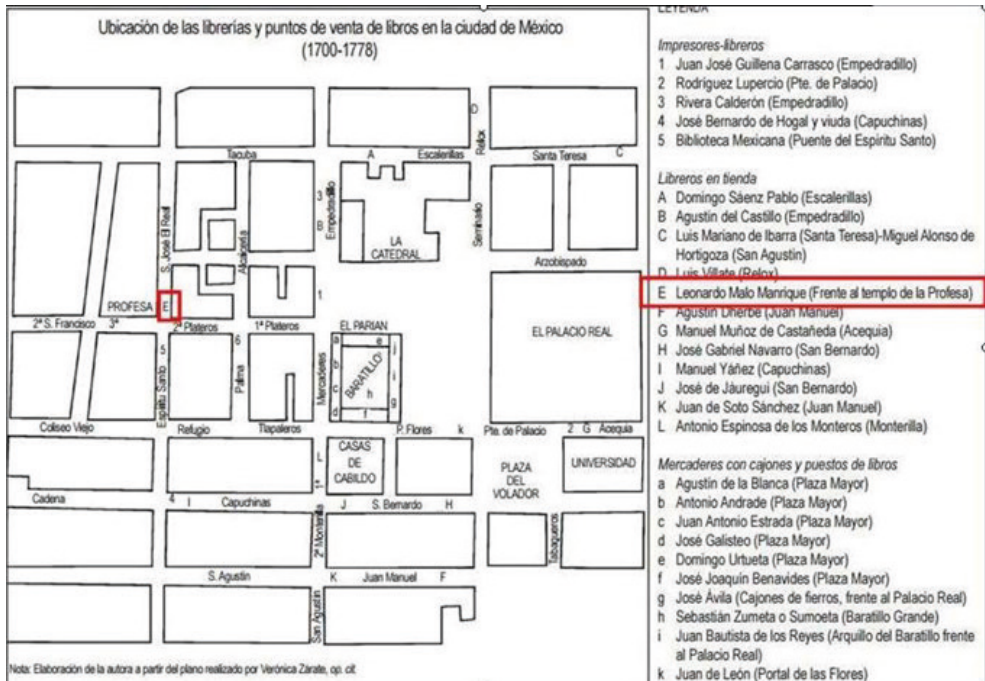 Ubicación de las librerías y puntos de venta de libros en la ciudad de México
(1700-1778)
D
Relox
Tacuba
A
Escalerillas
Santa Teresa
C
S. José El Real
Alcaicería
3
B
Empedradillo
LA
CATEDRAL
Seminario
Arzobispado
PROFESA
E
1
2ª S. Francisco
3ª
2ª Plateros
1ª Plateros
EL PARIAN
EL PALACIO REAL
5
Espíritu Santo
6
Palma
Mercaderes
a
e
j
b
BARATILLO
i
c
h
d
f
g
Coliseo Viejo
Refugio
Tlapaleros
P. Flores
k
Pte. de Palacio
2
G
Acequia
CASAS
DE
CABILDO
L
1ª
PLAZA
DEL
VOLADOR
UNIVERSIDAD
Cadena
4
I
Capuchinas
J
S. Bernardo
H
2ª Monterilla
Tabaqueros
S. Agustín
K
Juan Manuel
F
San Agustín
Nota: Elaboración de la autora a partir del plano realizado por Verónica Zárate, op. cit.
LEYENDA
Impresores-libreros
1 Juan José Guillena Carrasco (Empedradillo)
2 Rodríguez Lupercio (Pte. de Palacio)
3 Rivera Calderón (Empedradillo)
4 José Bernardo de Hogal y viuda (Capuchinas)
5 Biblioteca Mexicana (Puente del Espíritu Santo)
Libreros en tienda
A Domingo Sáenz Pablo (Escalerillas)
B Agustín del Castillo (Empedradillo)
C Luis Mariano de Ibarra (Santa Teresa)-Miguel Alonso de
Hortigoza (San Agustín)
D Luis Villate (Relox)
E Leonardo Malo Manrique (Frente al templo de la Profesa)
F Agustín Dherbe (Juan Manuel)
G Manuel Muñoz de Castañeda (Acequia)
H José Gabriel Navarro (San Bernardo)
I Manuel Yáñez (Capuchinas)
J José de Jáuregui (San Bernardo)
K Juan de Soto Sánchez (Juan Manuel)
L Antonio Espinosa de los Monteros (Monterilla)
Mercaderes con cajones y puestos de libros
a Agustín de la Blanca (Plaza Mayor)
b Antonio Andrade (Plaza Mayor)
c Juan Antonio Estrada (Plaza Mayor)
d José Galisteo (Plaza Mayor)
e Domingo Urtueta (Plaza Mayor)
f José Joaquín Benavides (Plaza Mayor)
g José Ávila (Cajones de fierros, frente al Palacio Real)
h Sebastián Zumeta o Sumoeta (Baratillo Grande)
i Juan Bautista de los Reyes (Arquillo del Baratillo frente
al Palacio Real)
k Juan de León (Portal de las Flores)